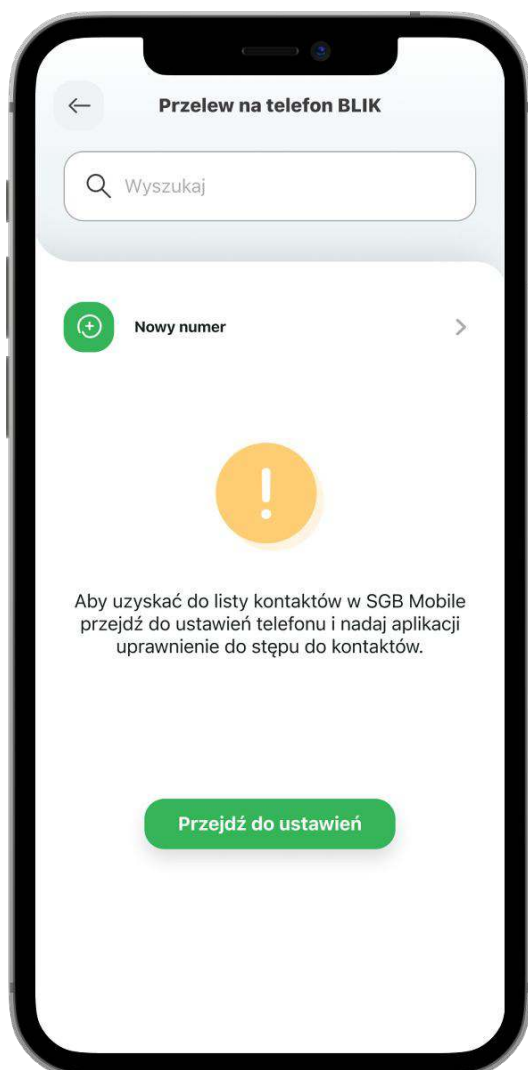 Przelew na telefon BLIK
Wyszukaj
Nowy numer
Aby uzyskać do listy kontaktów w SGB Mobile
przejdź do ustawień telefonu i nadaj aplikacji
uprawnienie do stępu do kontaktów.
Przejdź do ustawień